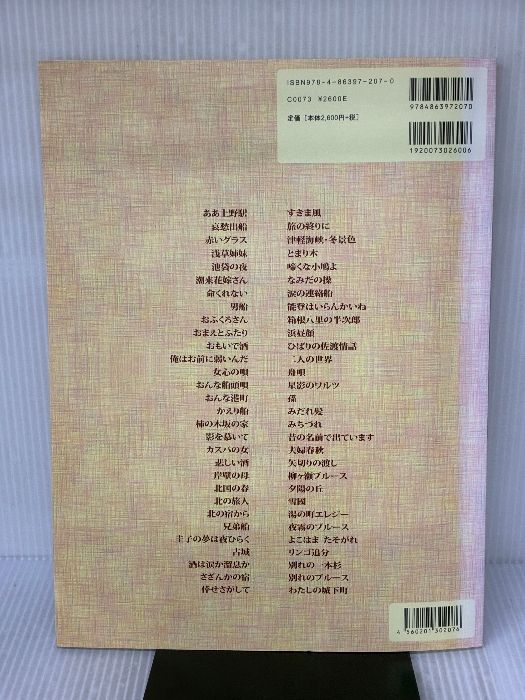 ISBN978-4-86397-207-0
C0073 ¥2600E
定価 [本体2,600円+税]
9784863972070
1920073026006
ああ上野駅
哀愁出船
赤いグラス
浅草姉妹
池袋の夜
潮来花嫁さん
命くれない
男船
おふくろさん
おまえとふたり
おもいで酒
俺はお前に弱いんだ
女心の唄
おんな船頭唄
おんな港町
かえり船
柿の木坂の家
影を慕いて
カスバの女
悲しい酒
岸壁の母
北国の春
北の旅人
北の宿から
兄弟船
圭子の夢は夜ひらく
古城
酒は涙か溜息か
さざんかの宿
倖せさがして
すきま風
旅の終りに
津軽海峡・冬景色
とまり木
啼くな小鳩よ
なみだの操
涙の連絡船
能登はいらんかいね
箱根八里の半次郎
浜昼顔
ひばりの佐渡情話
二人の世界
舟唄
星影のワルツ
孫
みだれ髪
みちづれ
昔の名前で出ています
夫婦春秋
矢切りの渡し
柳ヶ瀬ブルース
夕陽の丘
雪國
湯の町エレジー
夜霧のブルース
よこはま たそがれ
リンゴ追分
別れの一本杉
別れのブルース
わたしの城下町
4560201302076